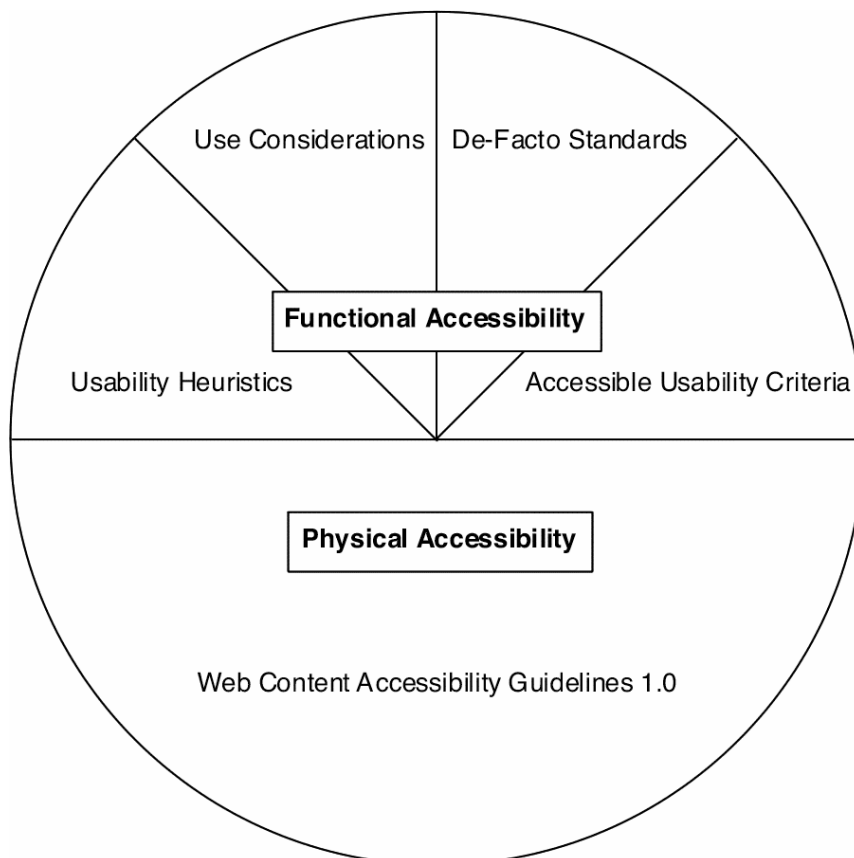 Use Considerations
De-Facto Standards
Functional Accessibility
Usability Heuristics
Accessible Usability Criteria
Physical Accessibility
Web Content Accessibility Guidelines 1.0